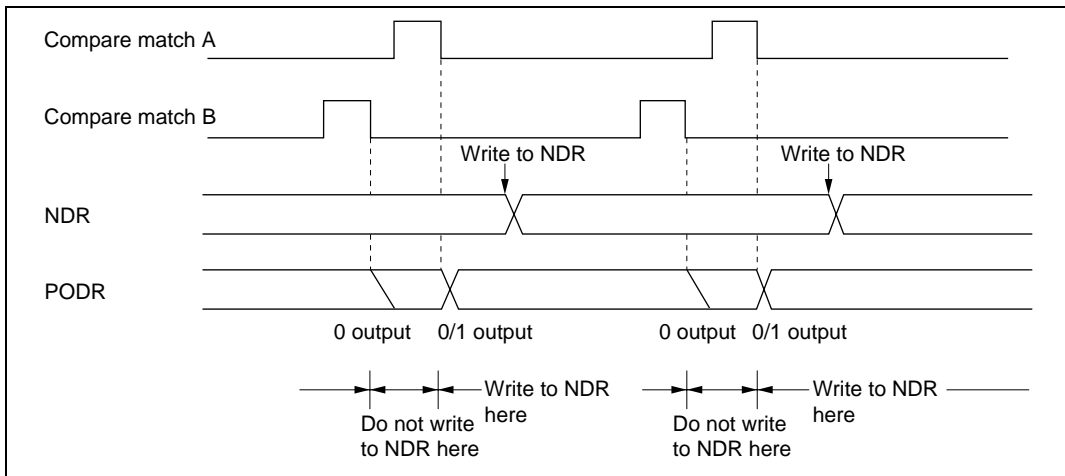 Compare match A
Compare match B
Write to NDR
Write to NDR
NDR
PODR
0 output
0/1 output
0 output
0/1 output
Write to NDR
here
Write to NDR
here
Do not write
to NDR here
Do not write
to NDR here